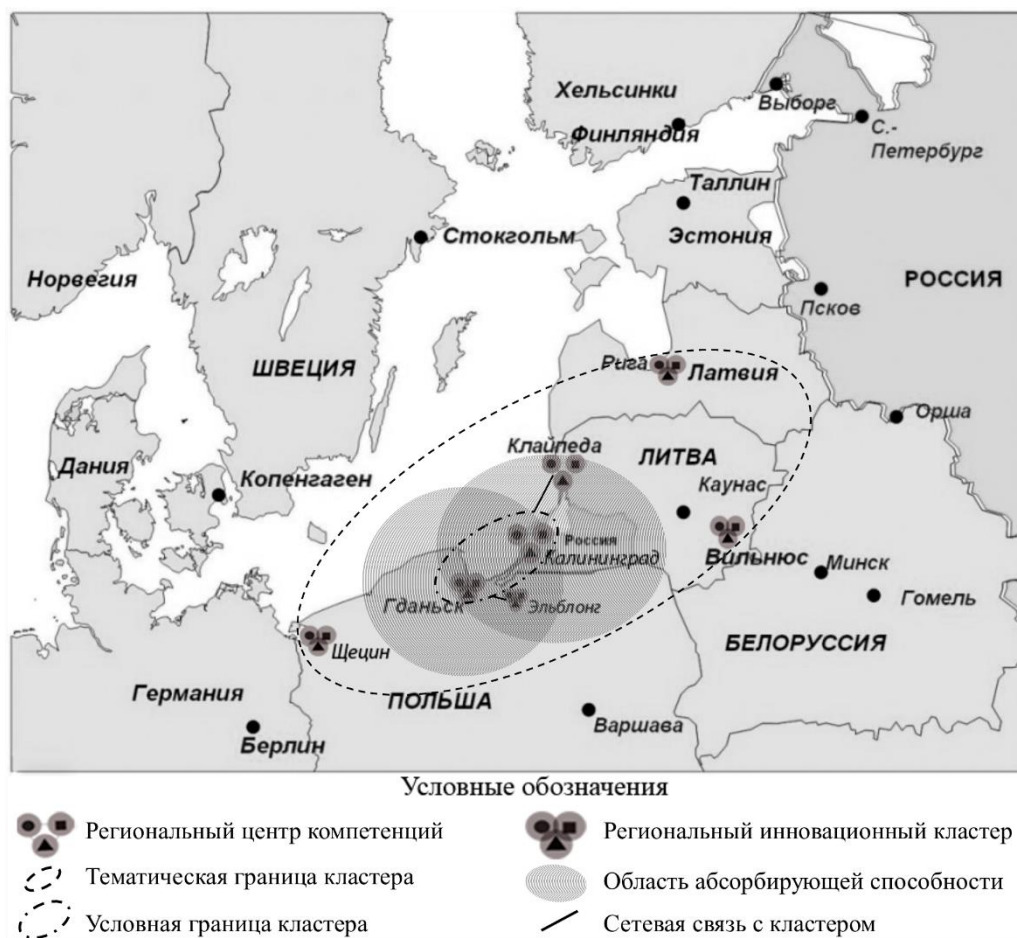 Хельсинки
Финляндия
Выборг
С.-
Петербург
Таллин
Эстония
Стокгольм
Норвегия
РОССИЯ
Псков
ШВЕЦИЯ
Рига
Латвия
Орша
Клайпеда
ЛИТВА
Каунас
Дания
Копенгаген
Россия
Калининград
Вильнюс
Минск
Гданьск
Эльблонг
Гомель
Щецин
БЕЛОРУССИЯ
Германия
ПОЛЬША
Варшава
Берлин
Условные обозначения
Региональный центр компетенций
Региональный инновационный кластер
Тематическая граница кластера
Область абсорбирующей способности
Условная граница кластера
Сетевая связь с кластером